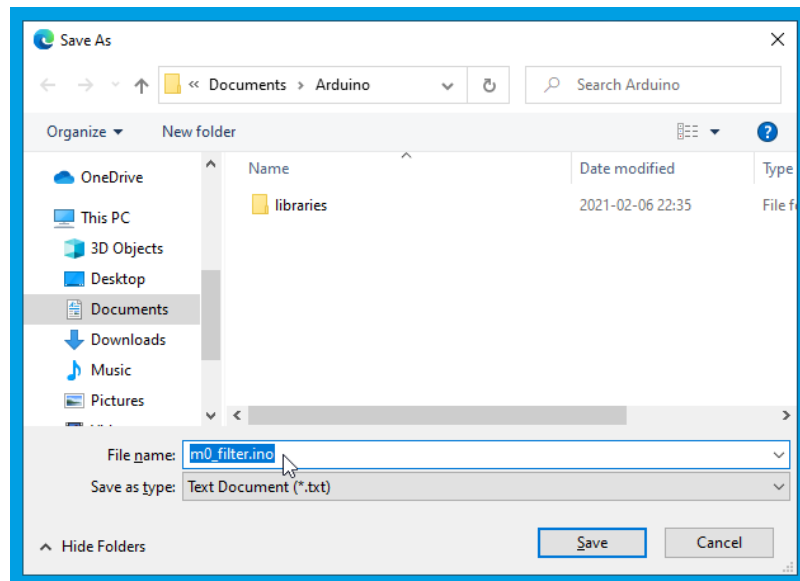 Save As
« Documents > Arduino
Search Arduino
Organize
New folder
Name
Date modified
Type
OneDrive
libraries
2021-02-06 22:35
File f
This PC
3D Objects
Desktop
Documents
Downloads
Music
Pictures
File name: m0_filter.ino
Save as type: Text Document (*.txt)
Hide Folders
Save
Cancel